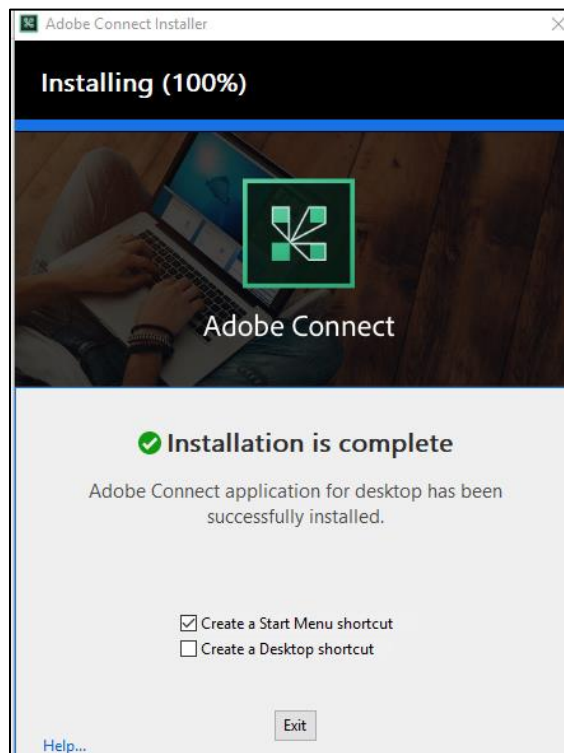 Adobe Connect Installer
Installing (100%)
Adobe Connect
Installation is complete
Adobe Connect application for desktop has been
successfully installed.
Create a Start Menu shortcut
Create a Desktop shortcut
Exit
Help...